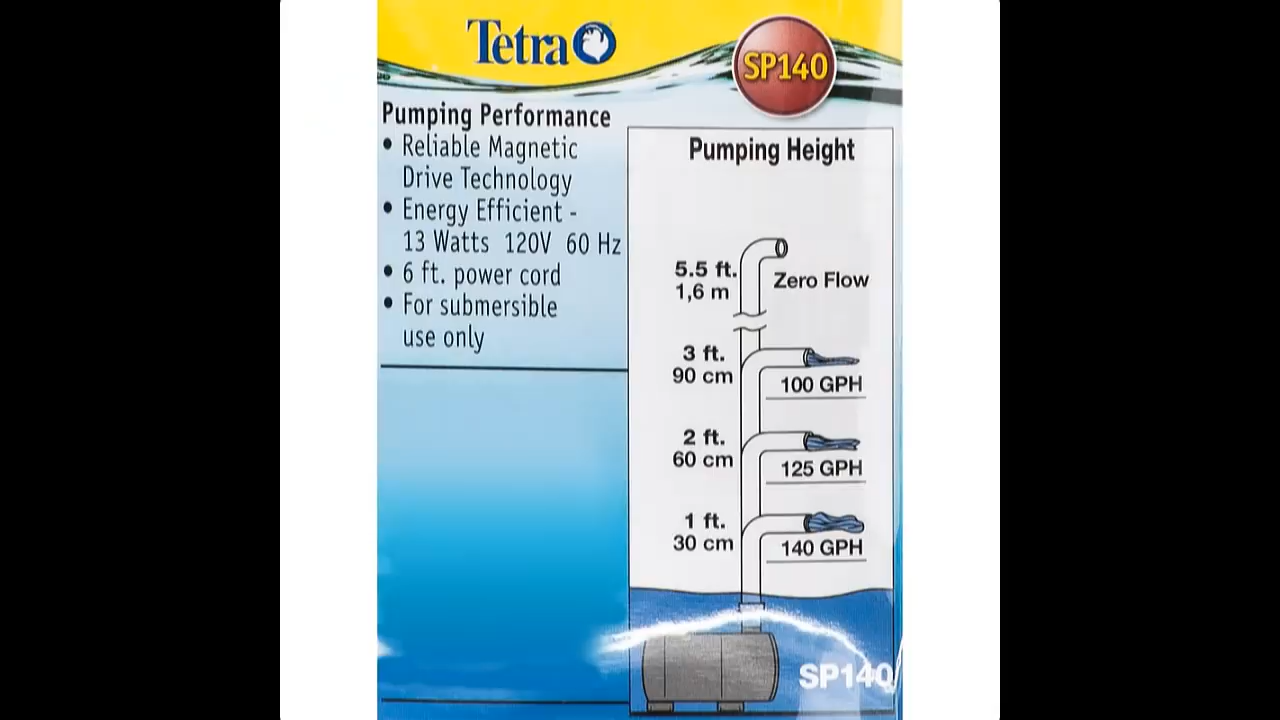 Tetra
SP140
Pumping Performance
• Reliable Magnetic
Drive Technology
• Energy Efficient -
13 Watts 120V 60 Hz
• 6 ft. power cord
• For submersible
use only
Pumping Height
5.5 ft.
1,6 m
Zero Flow
3 ft.
90 cm
100 GPH
2 ft.
60 cm
125 GPH
1 ft.
30 cm
140 GPH
SP140